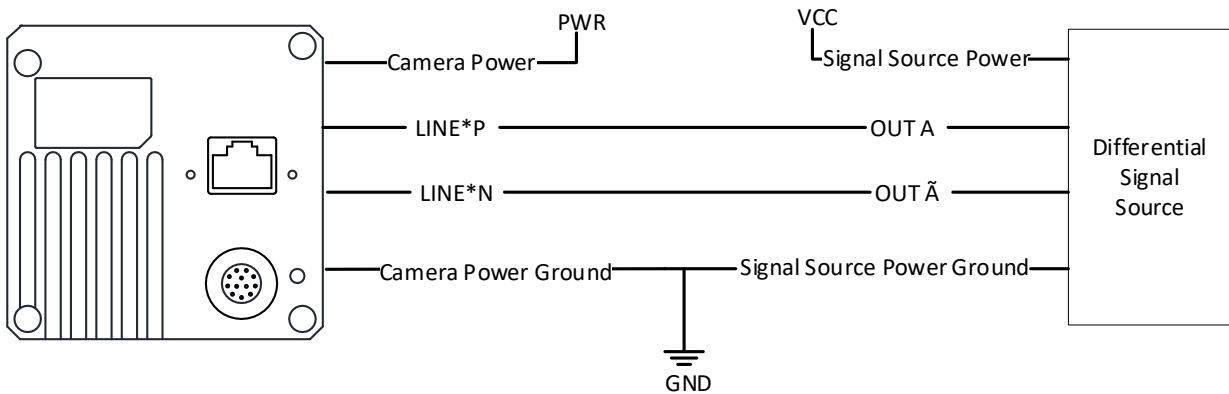 PWR
VCC
Camera Power
Signal Source Power
LINE*P
OUT A
LINE*N
OUT Ã
Differential
Signal
Source
Camera Power Ground
Signal Source Power Ground
GND